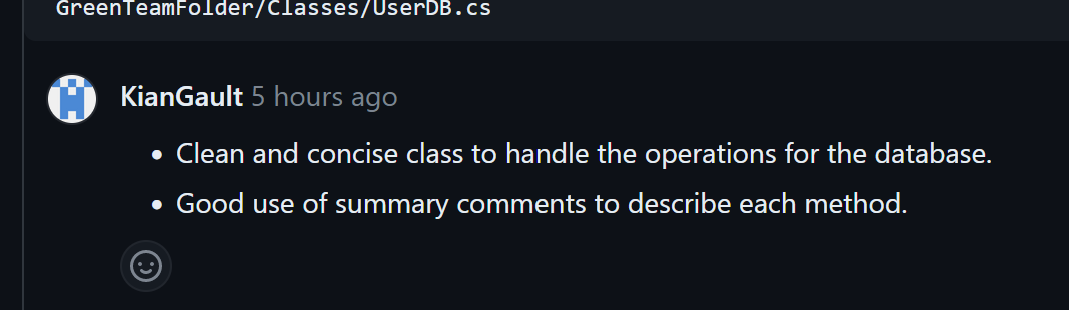 GreenTeamFolder/Classes/UserDB.cs
KianGault 5 hours ago
• Clean and concise class to handle the operations for the database.
• Good use of summary comments to describe each method.